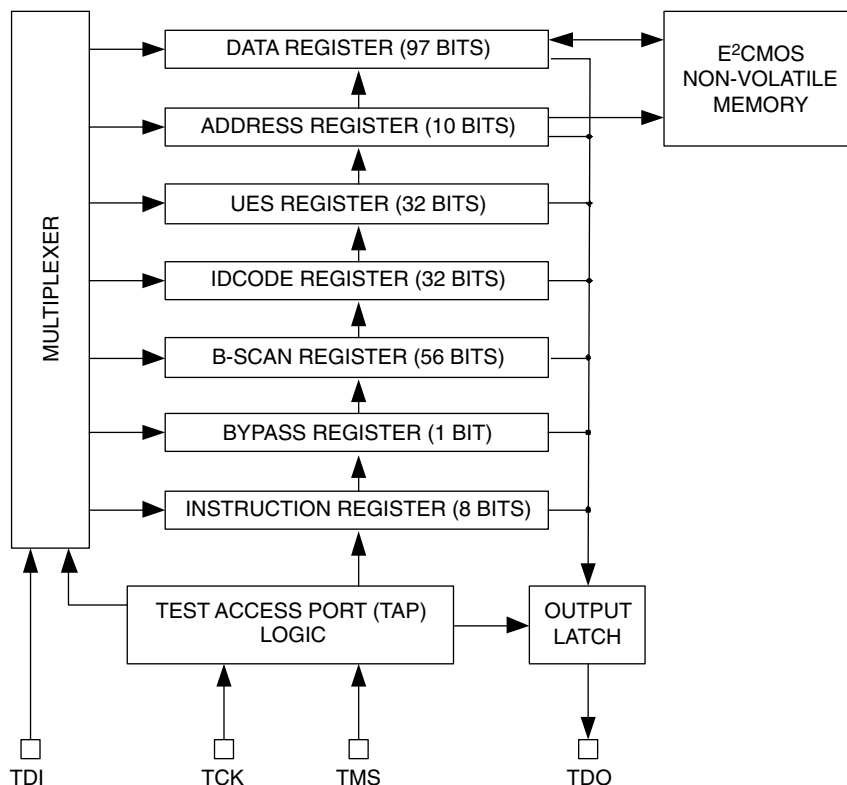 DATA REGISTER (97 BITS)
E²CMOS
NON-VOLATILE
MEMORY
ADDRESS REGISTER (10 BITS)
UES REGISTER (32 BITS)
IDCODE REGISTER (32 BITS)
MULTIPLEXER
B-SCAN REGISTER (56 BITS)
BYPASS REGISTER (1 BIT)
INSTRUCTION REGISTER (8 BITS)
TEST ACCESS PORT (TAP)
LOGIC
OUTPUT
LATCH
TDI
TCK
TMS
TDO